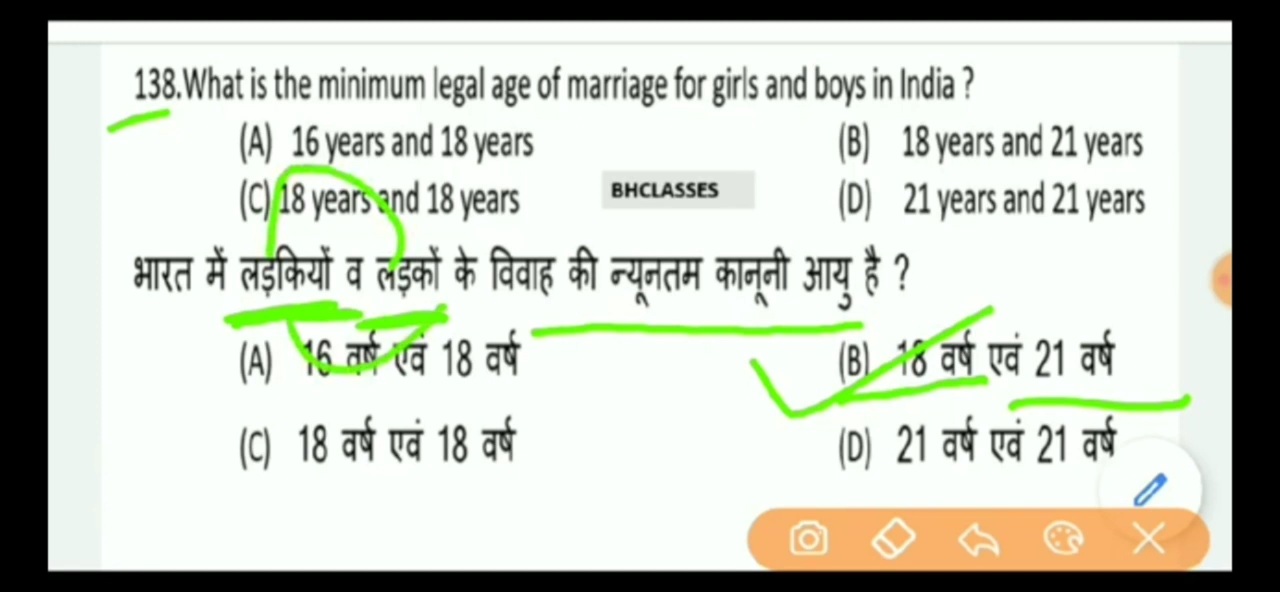 138.What is the minimum legal age of marriage for girls and boys in India ?
(A) 16 years and 18 years (B) 18 years and 21 years
(C) 18 years and 18 years BHCLASSES (D) 21 years and 21 years
भारत में लड़कियों व लड़कों के विवाह की न्यूनतम कानूनी आयु है ?
(A) 16 वर्ष एवं 18 वर्ष (B) 18 वर्ष एवं 21 वर्ष
(C) 18 वर्ष एवं 18 वर्ष (D) 21 वर्ष एवं 21 वर्ष